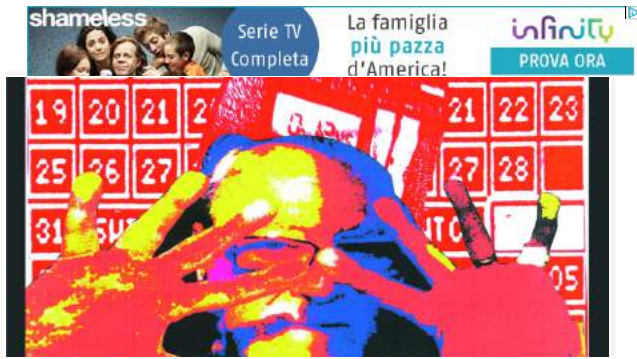 shameless
Serie TV
Completa
La famiglia
più pazza
d'America!
infinity
PROVA ORA
19 20 21 2 21 22 23
25 26 27 27 28
31 05